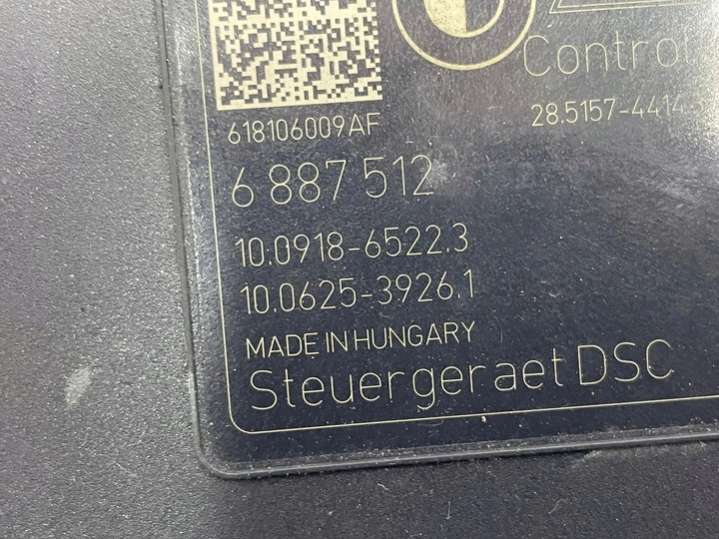 Control
28.5157-4414
618106009AF
6 887 512
10.0918-6522.3
10.0625-3926.1
MADE IN HUNGARY
Steuergeraet DSC